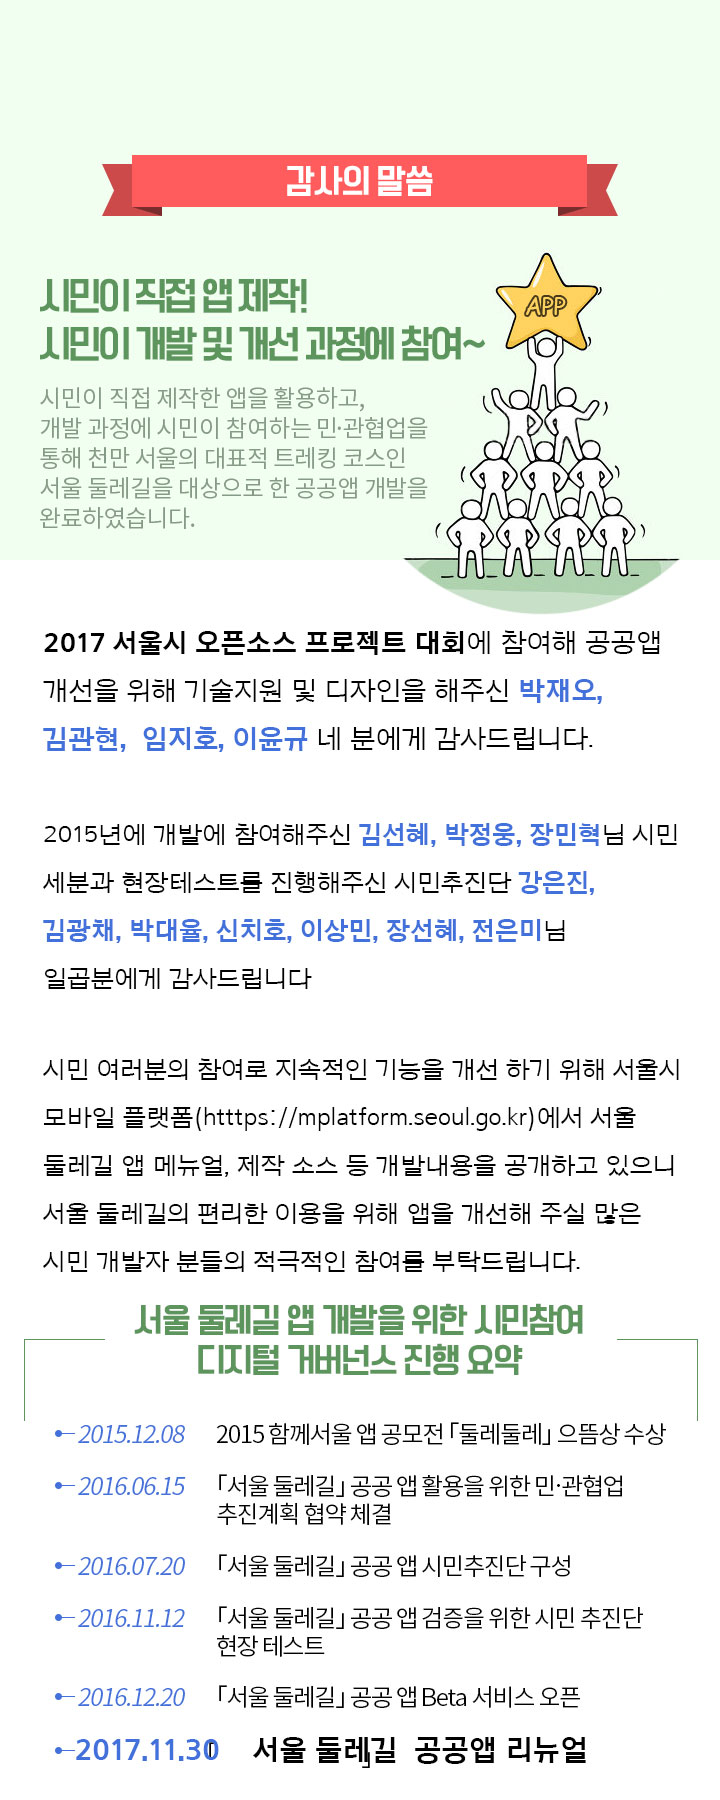 감사의 말씀
시민이 직접 앱 제작!
시민이 개발 및 개선 과정에 참여~
APP
시민이 직접 제작한 앱을 활용하고,
개발 과정에 시민이 참여하는 민·관협업을
통해 천만 서울의 대표적 트레킹 코스인
서울 둘레길을 대상으로 한 공공앱 개발을
완료하였습니다.
2017 서울시 오픈소스 프로젝트 대회에 참여해 공공앱
개선을 위해 기술지원 및 디자인을 해주신 박재오,
김관현, 임지호, 이윤규 네 분에게 감사드립니다.
2015년에 개발에 참여해주신 김선혜, 박정웅, 장민혁님 시민
세분과 현장테스트를 진행해주신 시민추진단 강은진,
김광채, 박대율, 신치호, 이상민, 장선혜, 전은미님
일곱분에게 감사드립니다
시민 여러분의 참여로 지속적인 기능을 개선 하기 위해 서울시
모바일 플랫폼(htttps://mplatform.seoul.go.kr)에서 서울
둘레길 앱 메뉴얼, 제작 소스 등 개발내용을 공개하고 있으니
서울 둘레길의 편리한 이용을 위해 앱을 개선해 주실 많은
시민 개발자 분들의 적극적인 참여를 부탁드립니다.
서울 둘레길 앱 개발을 위한 시민참여
디지털 거버넌스 진행 요약
2015.12.08 2015 함께서울 앱 공모전 ｢둘레둘레｣ 으뜸상 수상
2016.06.15 ｢서울 둘레길｣ 공공 앱 활용을 위한 민·관협업
추진계획 협약 체결
2016.07.20 ｢서울 둘레길｣ 공공 앱 시민추진단 구성
2016.11.12 ｢서울 둘레길｣ 공공 앱 검증을 위한 시민 추진단
현장 테스트
2016.12.20 ｢서울 둘레길｣ 공공 앱 Beta 서비스 오픈
2017.11.30 ｢서울 둘레길｣ 공공앱 리뉴얼